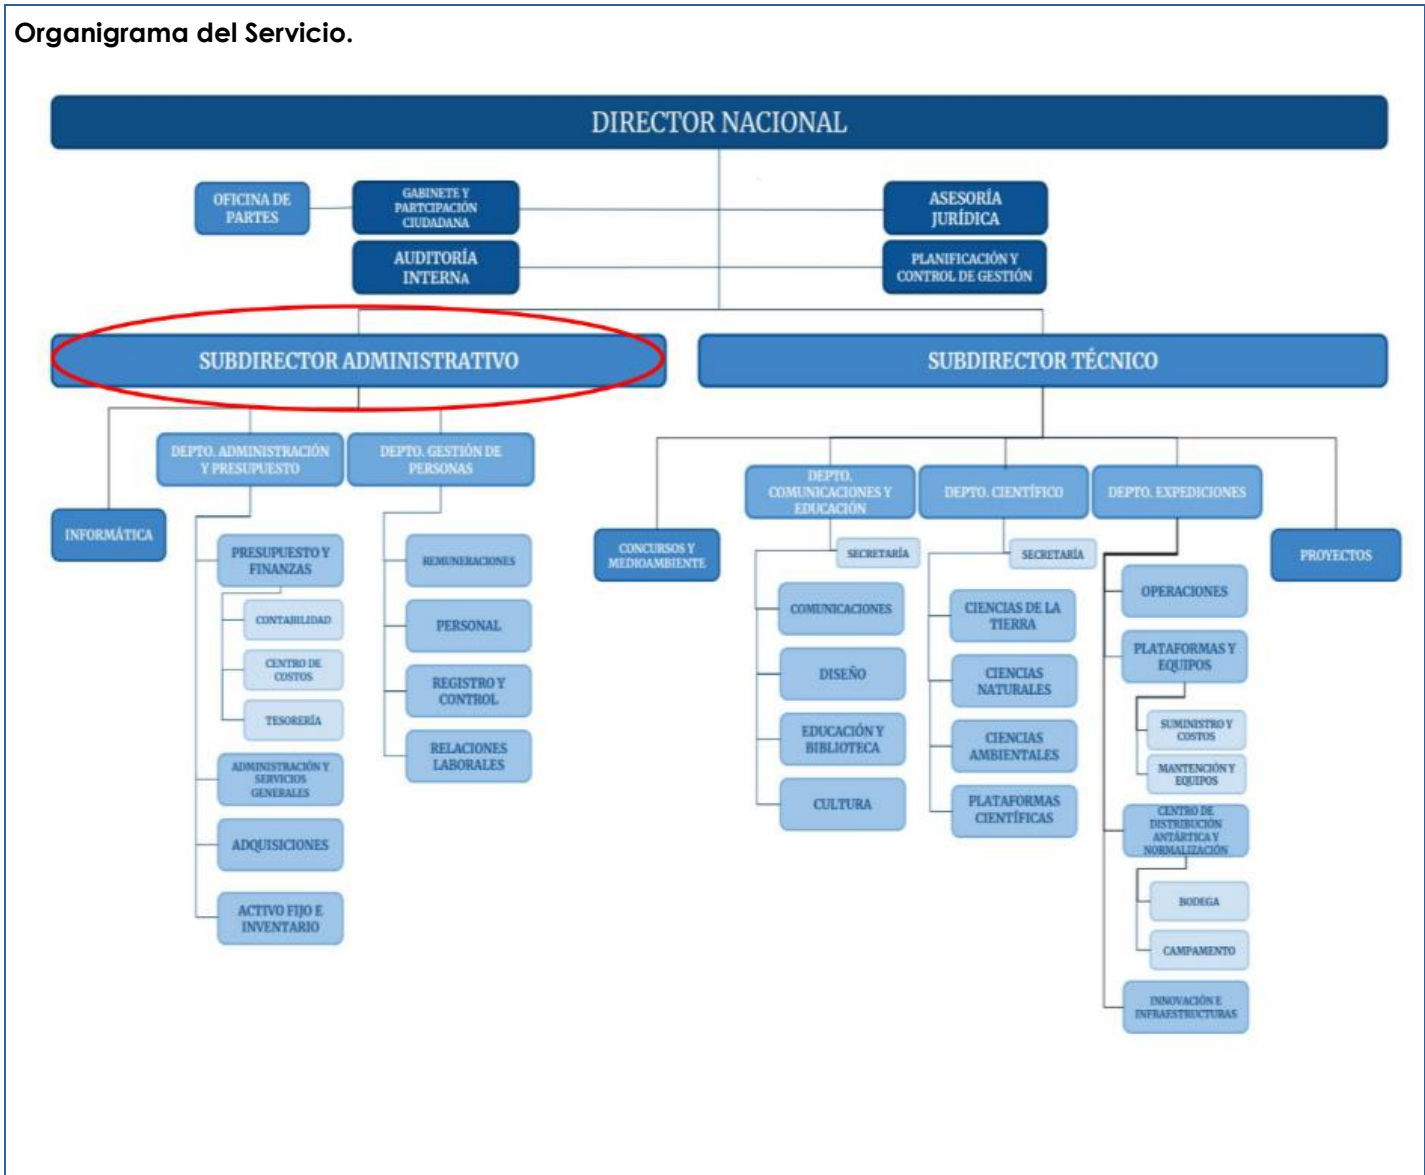 Organigrama del Servicio.
DIRECTOR NACIONAL
OFICINA DE
PARTES
GABINETE Y
PARTCIPACIÓN
CIUDADANA
ASESORÍA
JURÍDICA
AUDITORÍA
INTERNA
PLANIFICACIÓN Y
CONTROL DE GESTIÓN
SUBDIRECTOR ADMINISTRATIVO
SUBDIRECTOR TÉCNICO
DEPTO. ADMINISTRACIÓN
Y PRESUPUESTO
DEPTO. GESTIÓN DE
PERSONAS
INFORMÁTICA
PRESUPUESTO Y
FINANZAS
CONTABILIDAD
CENTRO DE
COSTOS
TESORERÍA
ADMINISTRACIÓN Y
SERVICIOS
GENERALES
ADQUISICIONES
ACTIVO FIJO E
INVENTARIO
REMUNERACIONES
PERSONAL
REGISTRO Y
CONTROL
RELACIONES
LABORALES
CONCURSOS Y
MEDIOAMBIENTE
DEPTO.
COMUNICACIONES Y
EDUCACIÓN
SECRETARÍA
COMUNICACIONES
DISEÑO
EDUCACIÓN Y
BIBLIOTECA
CULTURA
DEPTO. CIENTÍFICO
SECRETARÍA
CIENCIAS DE LA
TIERRA
CIENCIAS
NATURALES
CIENCIAS
AMBIENTALES
PLATAFORMAS
CIENTÍFICAS
DEPTO. EXPEDICIONES
OPERACIONES
PLATAFORMAS Y
EQUIPOS
SUMINISTRO Y
COSTOS
MANTENCIÓN Y
EQUIPOS
CENTRO DE
DISTRIBUCIÓN
ANTÁRTICA Y
NORMALIZACIÓN
BODEGA
CAMPAMENTO
INNOVACIÓN E
INFRAESTRUCTURAS
PROYECTOS